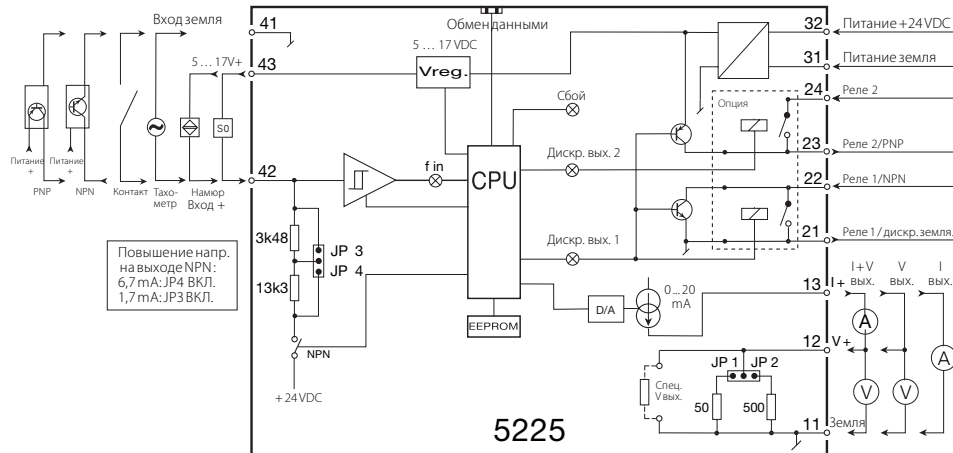 Вход земля
41
Обмен данными
32
Питание +24VDC
5 ... 17V+
43
5 ... 17 VDC
Vreg.
31
Питание земля
24
Реле 2
Сбой
Опция
S0
Питание +
Питание +
Дискр. вых. 2
23
Реле 2/PNP
PNP
NPN
Контакт
Тахо-
метр
Намюр
Вход +
42
f in
CPU
22
Реле 1/NPN
Повышение напр.
на выходе NPN:
6,7 mA: JP4 ВКЛ.
1,7 mA: JP3 ВКЛ.
3k48
JP 3
JP 4
13k3
Дискр. вых. 1
21
Реле 1/ дискр. земля.
I + V
вых.
V
вых.
I
вых.
13
I+
0...20
mA
D/A
A
EEPROM
NPN
12
V+
JP 1
JP 2
A
+ 24VDC
Спец.
V вых.
50
500
V
V
5225
11
Земля